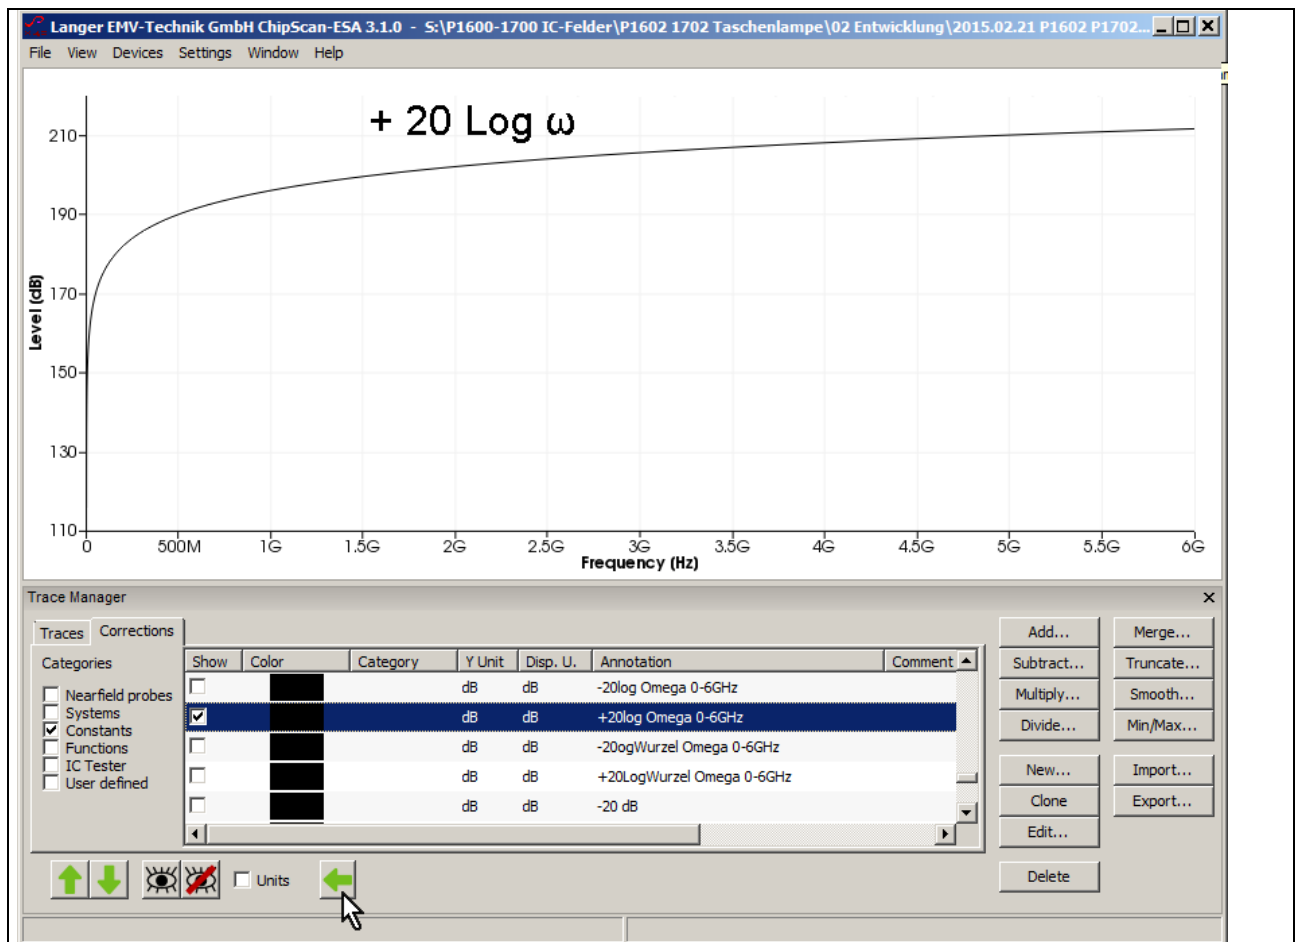 Langer EMV-Technik GmbH ChipScan-ESA 3.1.0 - S:\P1600-1700 IC-Felder\P1602 1702 Taschenlampe\02 Entwicklung\2015.02.21 P1602 P1702...
File View Devices Settings Window Help
+ 20 Log ω
210
190
170
150
130
110
Level (dB)
0 500M 1G 1.5G 2G 2.5G 3G 3.5G 4G 4.5G 5G 5.5G 6G
Frequency (Hz)
Trace Manager
Traces Corrections
Categories
Nearfield probes
Systems
Constants
Functions
IC Tester
User defined
Show Color Category Y Unit Disp. U. Annotation Comment
dB dB -20log Omega 0-6GHz
dB dB +20log Omega 0-6GHz
dB dB -20ogWurzel Omega 0-6GHz
dB dB +20LogWurzel Omega 0-6GHz
dB dB -20 dB
Add... Merge...
Subtract... Truncate...
Multiply... Smooth...
Divide... Min/Max...
New... Import...
Clone Export...
Edit...
Delete
Units